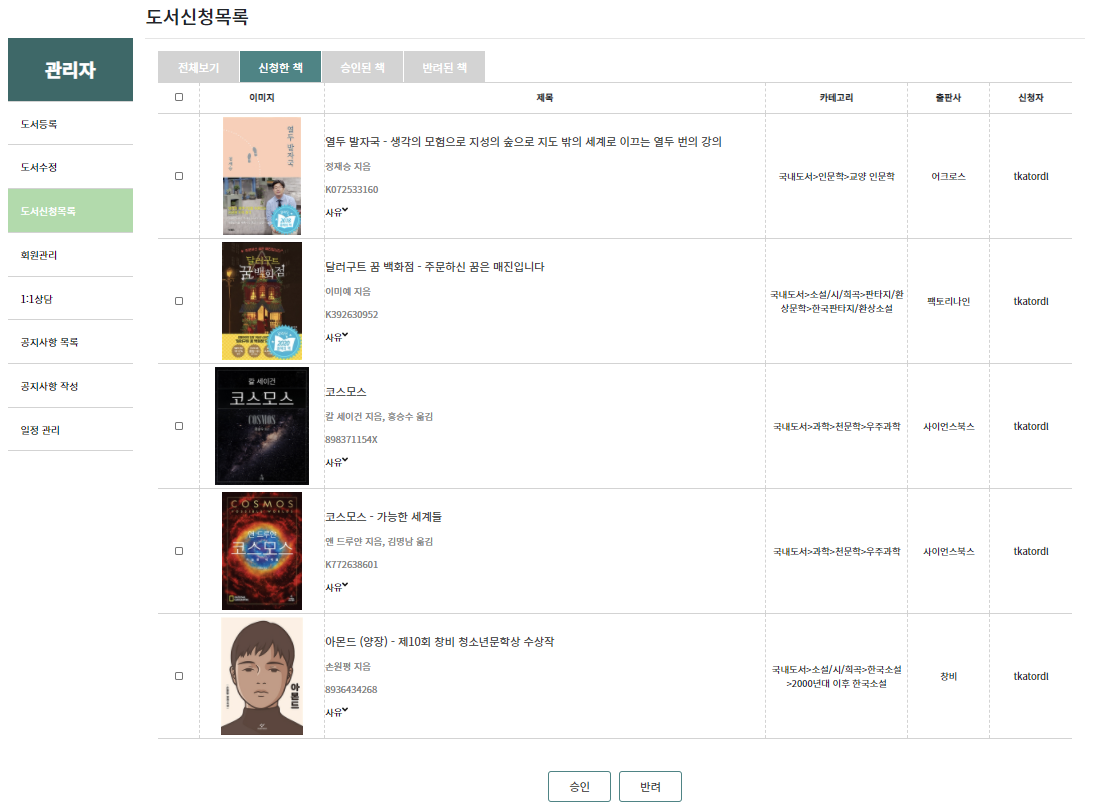 도서신청목록
관리자
도서등록
도서수정
도서신청목록
회원관리
1:1상담
공지사항 목록
공지사항 작성
일정 관리
전체보기 신청한 책 승인된 책 반려된 책
이미지 제목 카테고리 출판사 신청자
열두 발자국
열두 발자국 - 생각의 모험으로 지성의 숲으로 지도 밖의 세계로 이끄는 열두 번의 강의
정재승 지음
K072533160
사유
국내도서>인문학>교양 인문학
어크로스
tkatordl
달러구트
꿈 백화점
달러구트 꿈 백화점 - 주문하신 꿈은 매진입니다
이미예 지음
K392630952
사유
국내도서>소설/시/희곡>판타지/환
상문학>한국판타지/환상소설
팩토리나인
tkatordl
칼 세이건
코스모스
COSMOS
코스모스
칼 세이건 지음, 홍승수 옮김
898371154X
사유
국내도서>과학>천문학>우주과학
사이언스북스
tkatordl
COSMOS
POSSIBLE WORLDS
앤 드루얀
코스모스
코스모스 - 가능한 세계들
앤 드루얀 지음, 김명남 옮김
K772638601
사유
국내도서>과학>천문학>우주과학
사이언스북스
tkatordl
아몬드
아몬드 (양장) - 제10회 창비 청소년문학상 수상작
손원평 지음
8936434268
사유
국내도서>소설/시/희곡>한국소설
>2000년대 이후 한국소설
창비
tkatordl
승인 반려